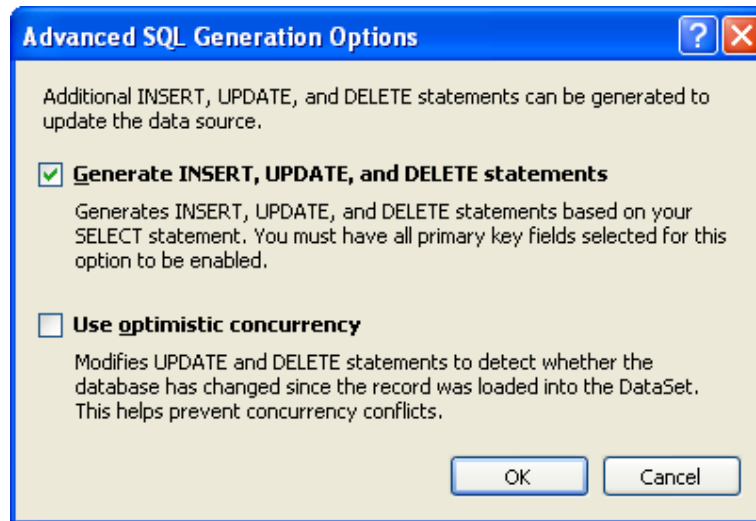 Advanced SQL Generation Options
Additional INSERT, UPDATE, and DELETE statements can be generated to
update the data source.
Generate INSERT, UPDATE, and DELETE statements
Generates INSERT, UPDATE, and DELETE statements based on your
SELECT statement. You must have all primary key fields selected for this
option to be enabled.
Use optimistic concurrency
Modifies UPDATE and DELETE statements to detect whether the
database has changed since the record was loaded into the DataSet.
This helps prevent concurrency conflicts.
OK Cancel